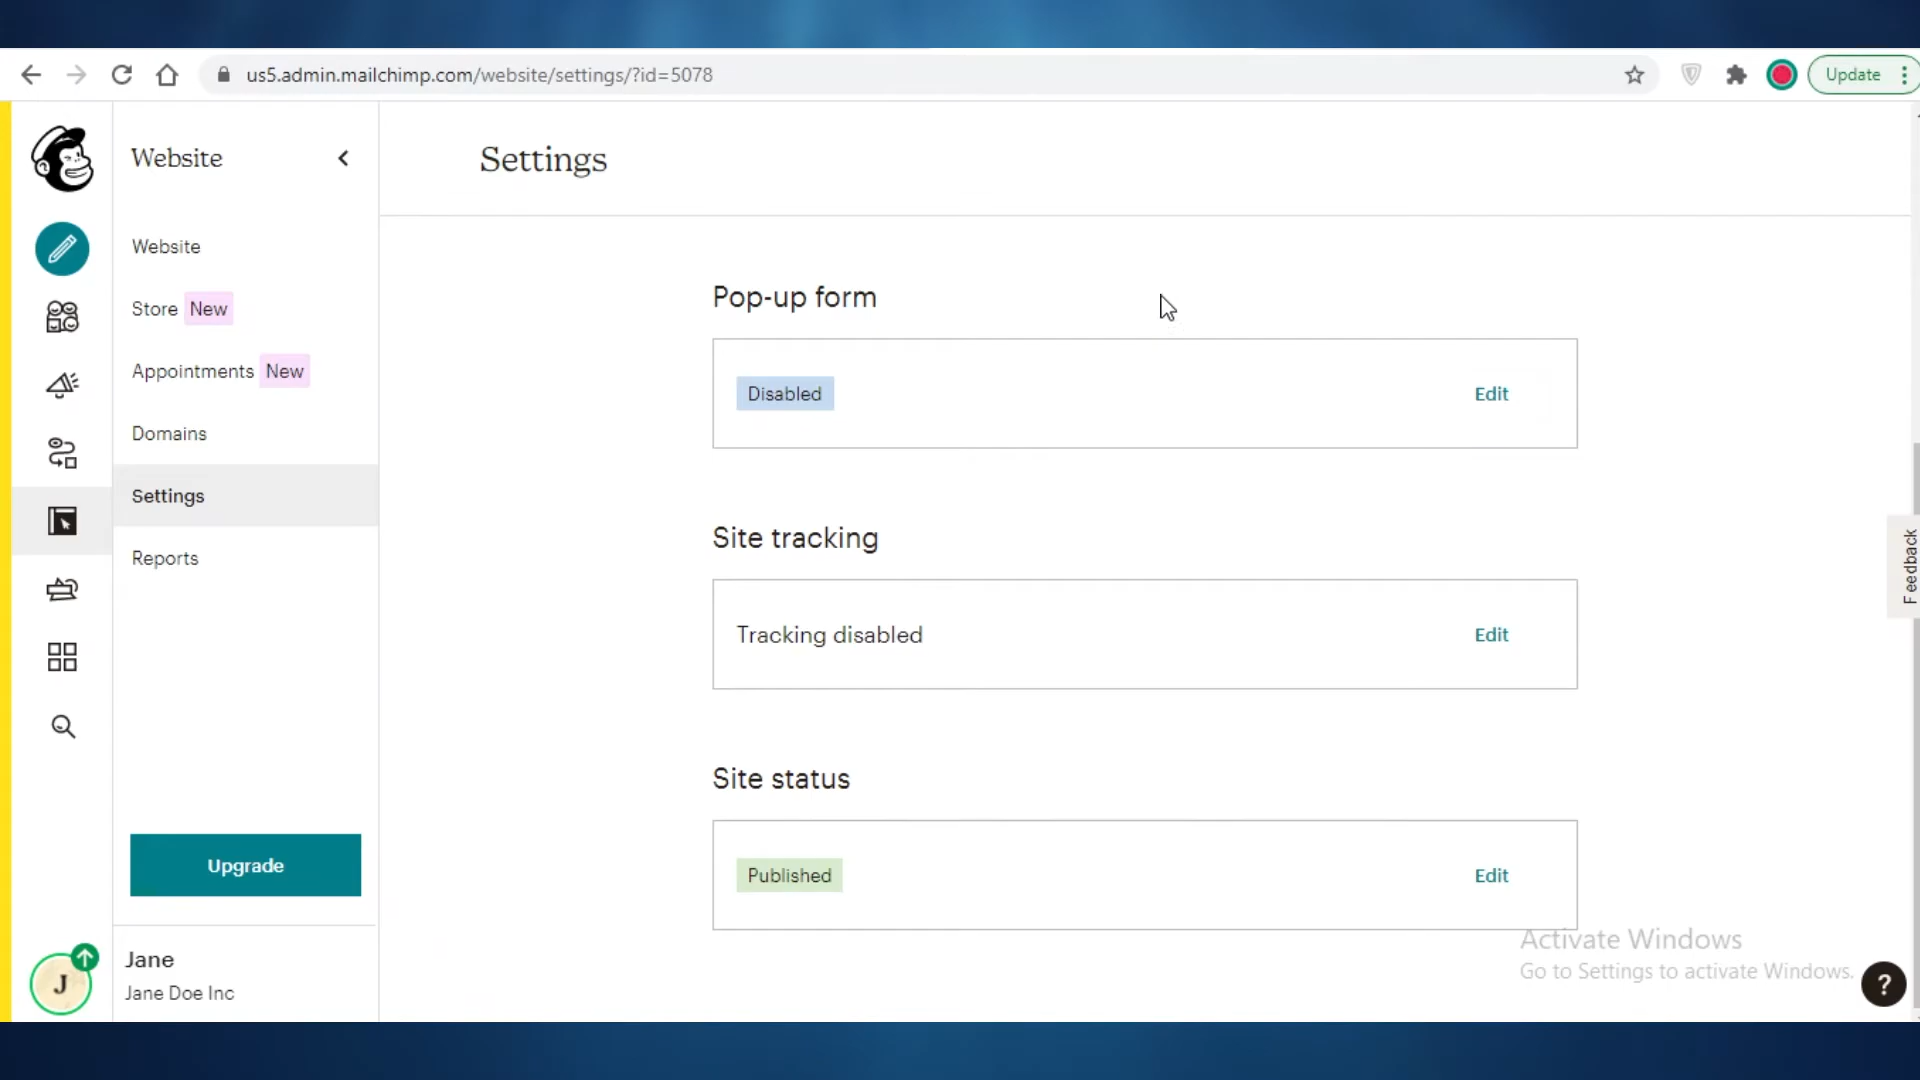 us5.admin.mailchimp.com/website/settings/?id=5078
Update
Website
Settings
Website
Store New
Appointments New
Domains
Settings
Reports
Upgrade
J
Jane
Jane Doe Inc
Pop-up form
Disabled
Edit
Site tracking
Tracking disabled
Edit
Site status
Published
Edit
Feedback
Activate Windows
Go to Settings to activate Windows.
?